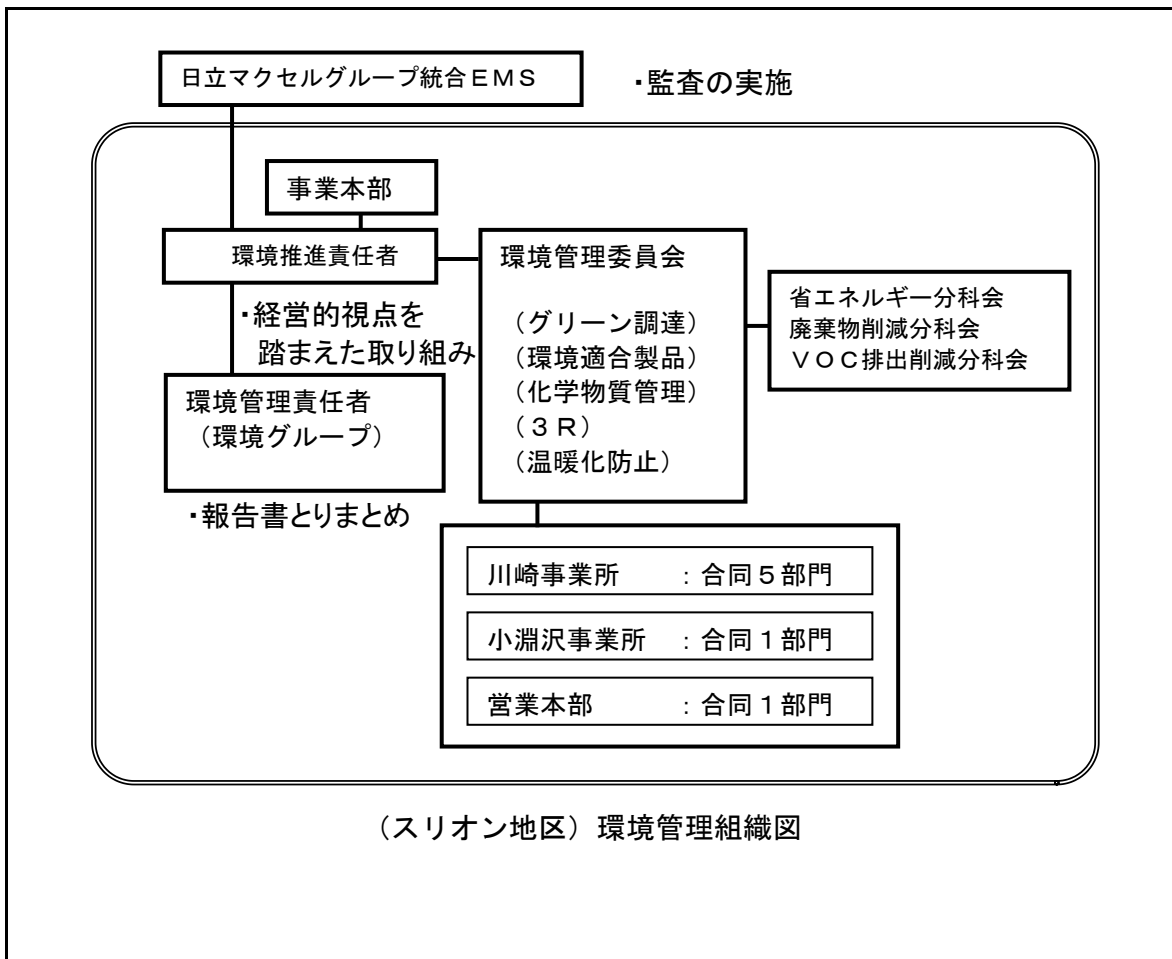 日立マクセルグループ統合EMS
・監査の実施
事業本部
環境推進責任者
・経営的視点を
踏まえた取り組み
環境管理責任者
(環境グループ)
・報告書とりまとめ
環境管理委員会
(グリーン調達)
(環境適合製品)
(化学物質管理)
(3R)
(温暖化防止)
省エネルギー分科会
廃棄物削減分科会
VOC排出削減分科会
川崎事業所 :合同5部門
小淵沢事業所 :合同1部門
営業本部 :合同1部門
(スリオン地区)環境管理組織図